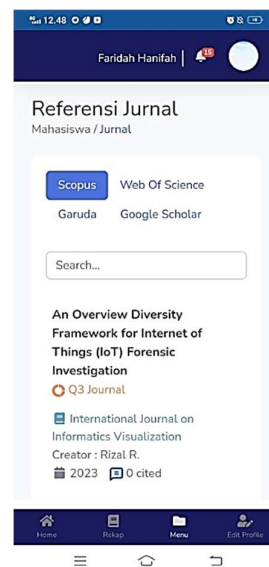 12.48
Faridah Hanifah
15
Referensi Jurnal
Mahasiswa / Jurnal
Scopus Web Of Science
Garuda Google Scholar
Search...
An Overview Diversity
Framework for Internet of
Things (IoT) Forensic
Investigation
Q3 Journal
International Journal on
Informatics Visualization
Creator : Rizal R.
2023 0 cited
Home Rekap Menu Edit Profile